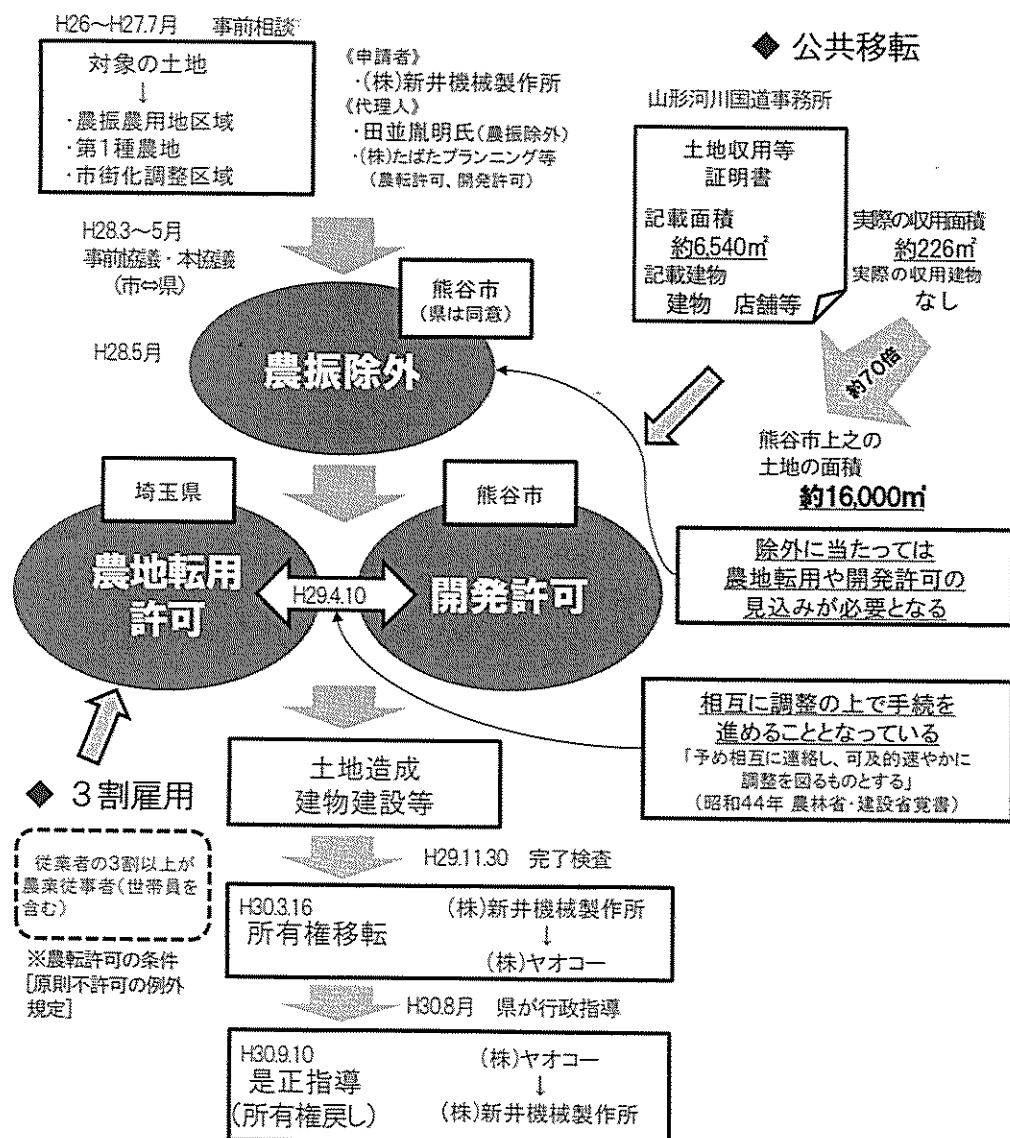 H26～H27.7月 事前相談
対象の土地
↓
・農振農用地区域
・第1種農地
・市街化調整区域
《申請者》
・(株)新井機械製作所
《代理人》
・田並胤明氏(農振除外)
・(株)たばたプランニング等
(農転許可、開発許可)
◆ 公共移転
山形河川国道事務所
土地収用等
証明書
記載面積
約6,540㎡
記載建物
建物 店舗等
実際の収用面積
約226㎡
実際の収用建物
なし
約70倍
熊谷市上之の
土地の面積
約16,000㎡
H28.3～5月
事前協議・本協議
(市⇔県)
熊谷市
(県は同意)
H28.5月
農振除外
埼玉県
農地転用
許可
H29.4.10
熊谷市
開発許可
除外に当たっては
農地転用や開発許可の
見込みが必要となる
相互に調整の上で手続を
進めることとなっている
「予め相互に連絡し、可及的速やかに
調整を図るものとする」
(昭和44年 農林省・建設省覚書)
◆ 3割雇用
従業者の3割以上が
農業従事者(世帯員を
含む)
※農転許可の条件
[原則不許可の例外
規定]
土地造成
建物建設等
H29.11.30 完了検査
H30.3.16
所有権移転
(株)新井機械製作所
↓
(株)ヤオコー
H30.8月 県が行政指導
H30.9.10
是正指導
(所有権戻し)
(株)ヤオコー
↓
(株)新井機械製作所